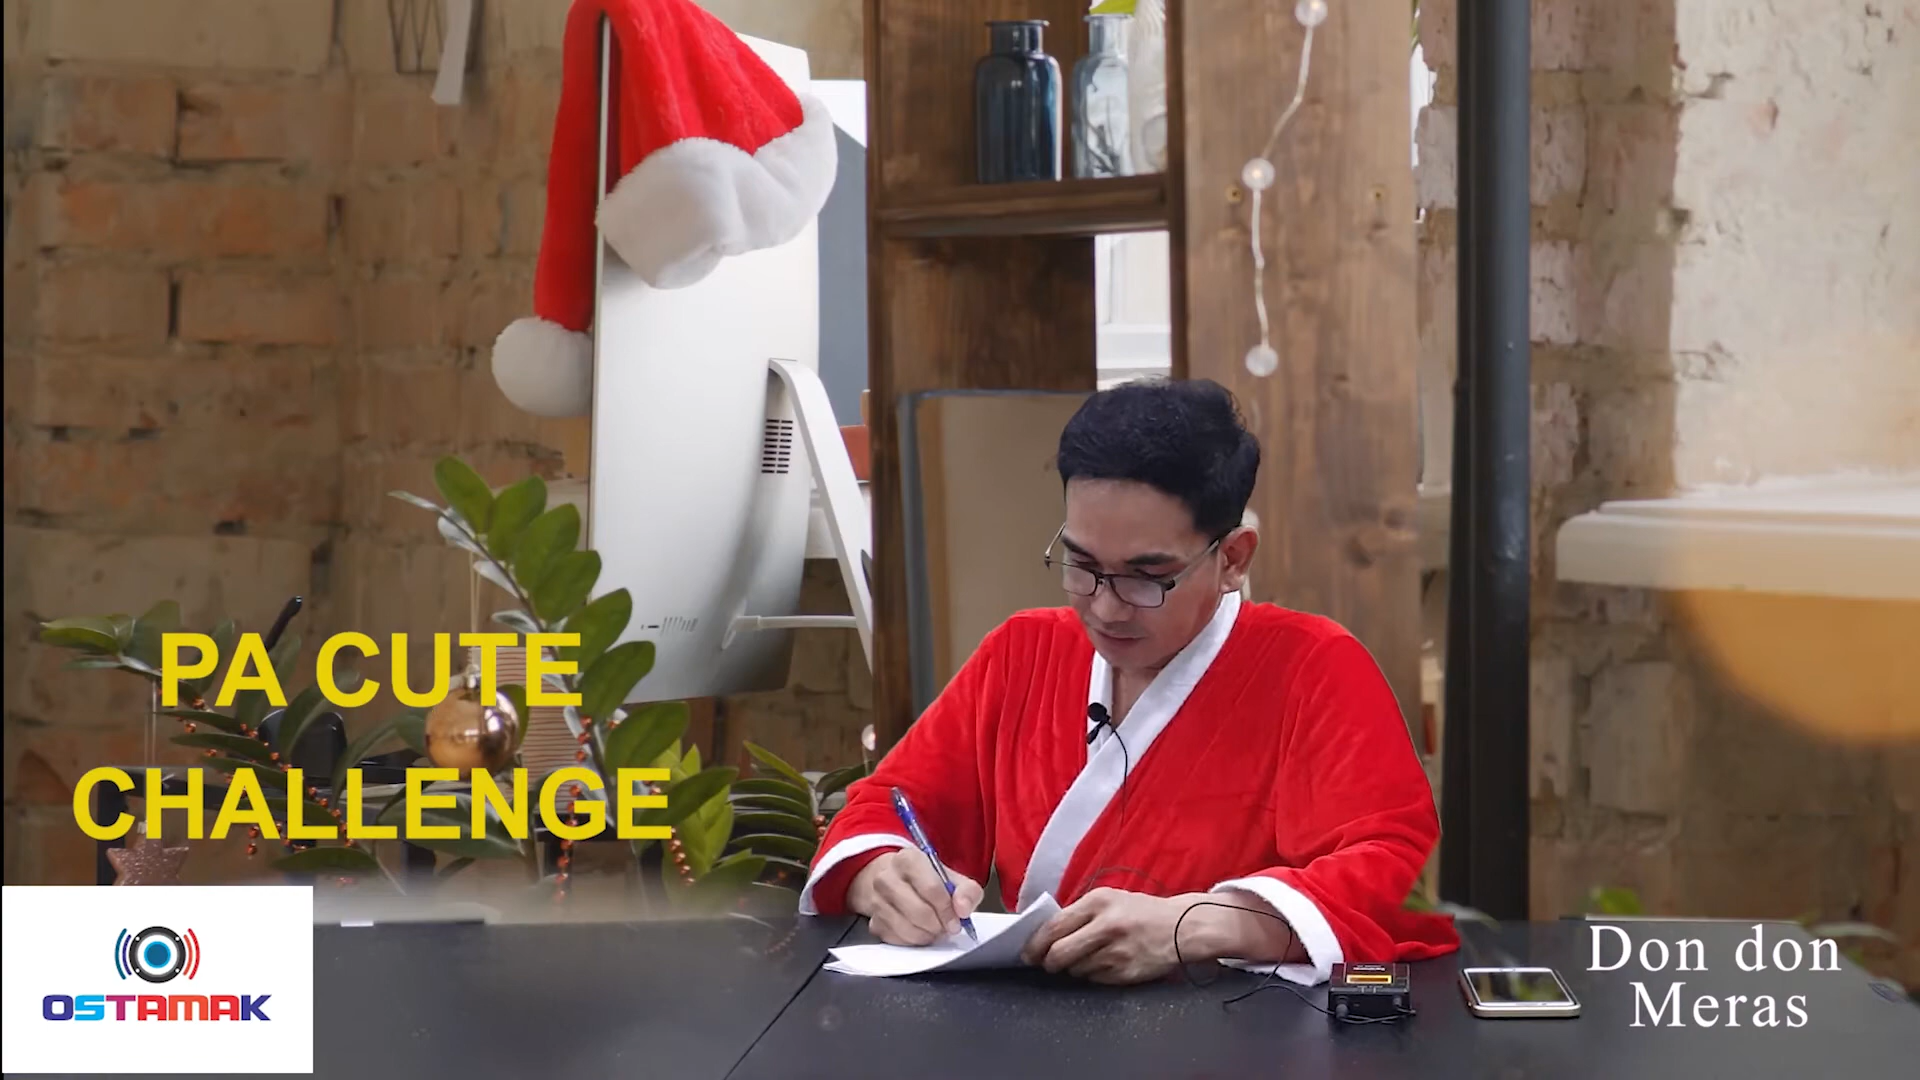 PA CUTE
CHALLENGE
OSTAMAK
Don don
Meras